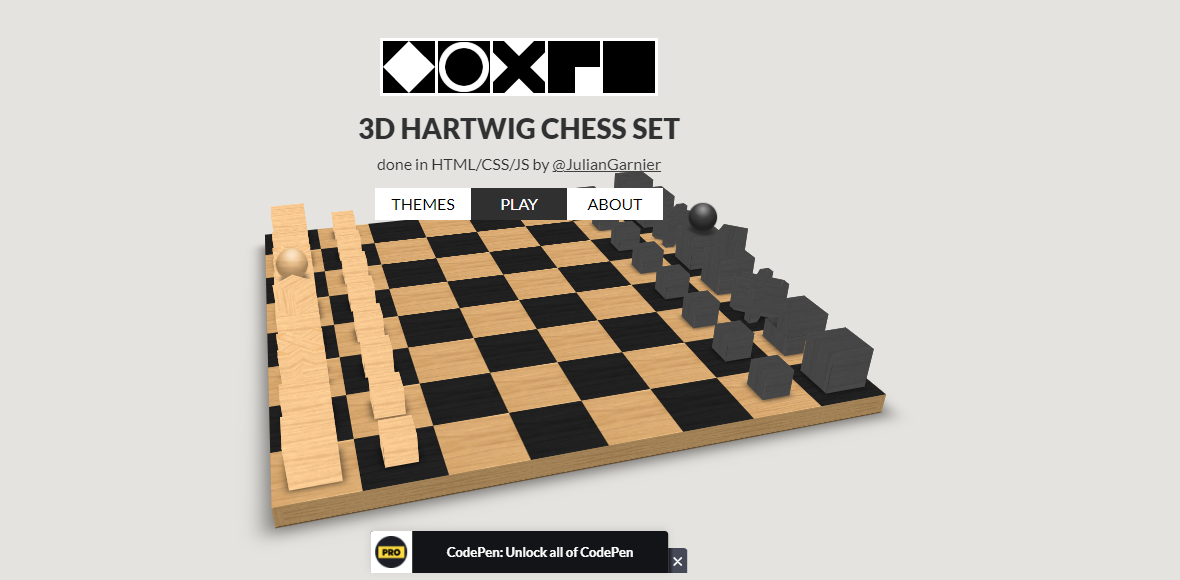 3D HARTWIG CHESS SET
done in HTML/CSS/JS by @JulianGarnier
THEMES PLAY ABOUT
PRO CodePen: Unlock all of CodePen ✕